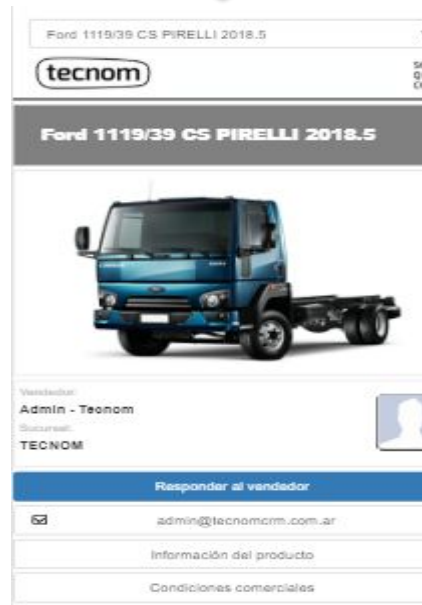 Ford 1119/39 CS PIRELLI 2018.5
tecnom
Ford 1119/39 CS PIRELLI 2018.5
Vendedor:
Admin - Tecnom
Sucursal:
TECNOM
Responder al vendedor
admin@tecnomcrm.com.ar
Información del producto
Condiciones comerciales